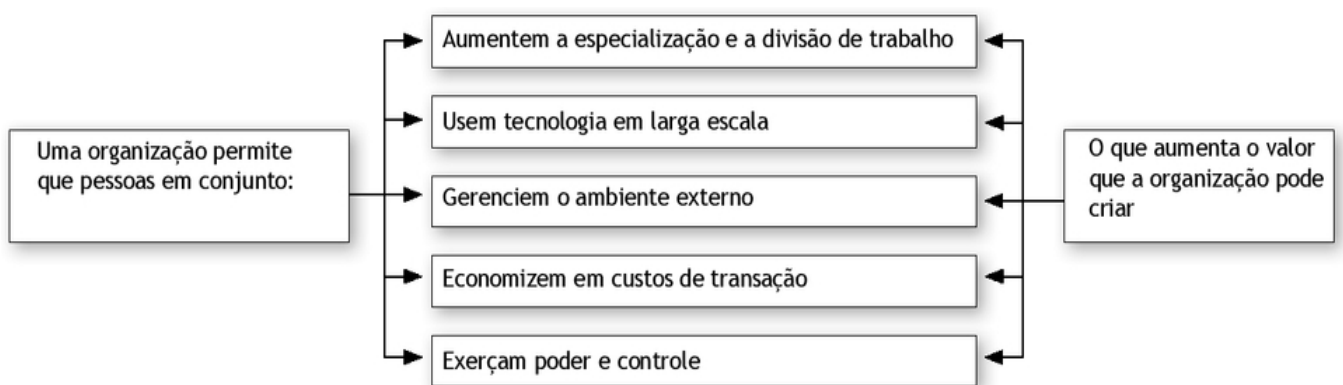 Uma organização permite
que pessoas em conjunto:
Aumentem a especialização e a divisão de trabalho
Usem tecnologia em larga escala
Gerenciem o ambiente externo
Economizem em custos de transação
Exerçam poder e controle
O que aumenta o valor
que a organização pode
criar